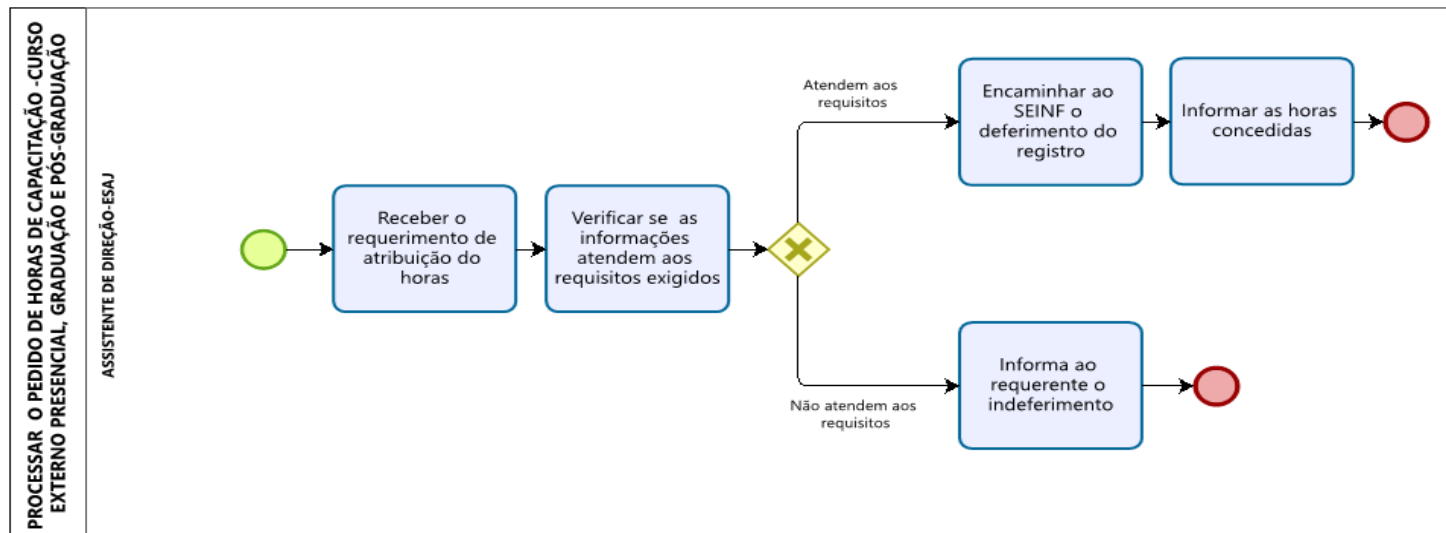 PROCESSAR O PEDIDO DE HORAS DE CAPACITAÇÃO -CURSO
EXTERNO PRESENCIAL, GRADUAÇÃO E PÓS-GRADUAÇÃO
ASSISTENTE DE DIREÇÃO-ESAJ
Receber o
requerimento de
atribuição do
horas
Verificar se as
informações
atendem aos
requisitos exigidos
Atendem aos
requisitos
Encaminhar ao
SEINF o
deferimento do
registro
Informar as horas
concedidas
Não atendem aos
requisitos
Informa ao
requerente o
indeferimento